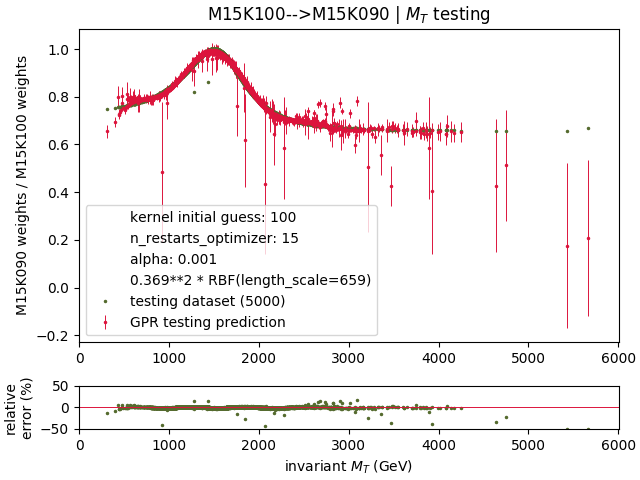 M15K100-->M15K090 | M_T testing
M15K090 weights / M15K100 weights
1.0
0.8
0.6
0.4
0.2
0.0
−0.2
kernel initial guess: 100
n_restarts_optimizer: 15
alpha: 0.001
0.369**2 * RBF(length_scale=659)
testing dataset (5000)
GPR testing prediction
0 1000 2000 3000 4000 5000 6000
relative
error (%)
50
0
−50
0 1000 2000 3000 4000 5000 6000
invariant M_T (GeV)